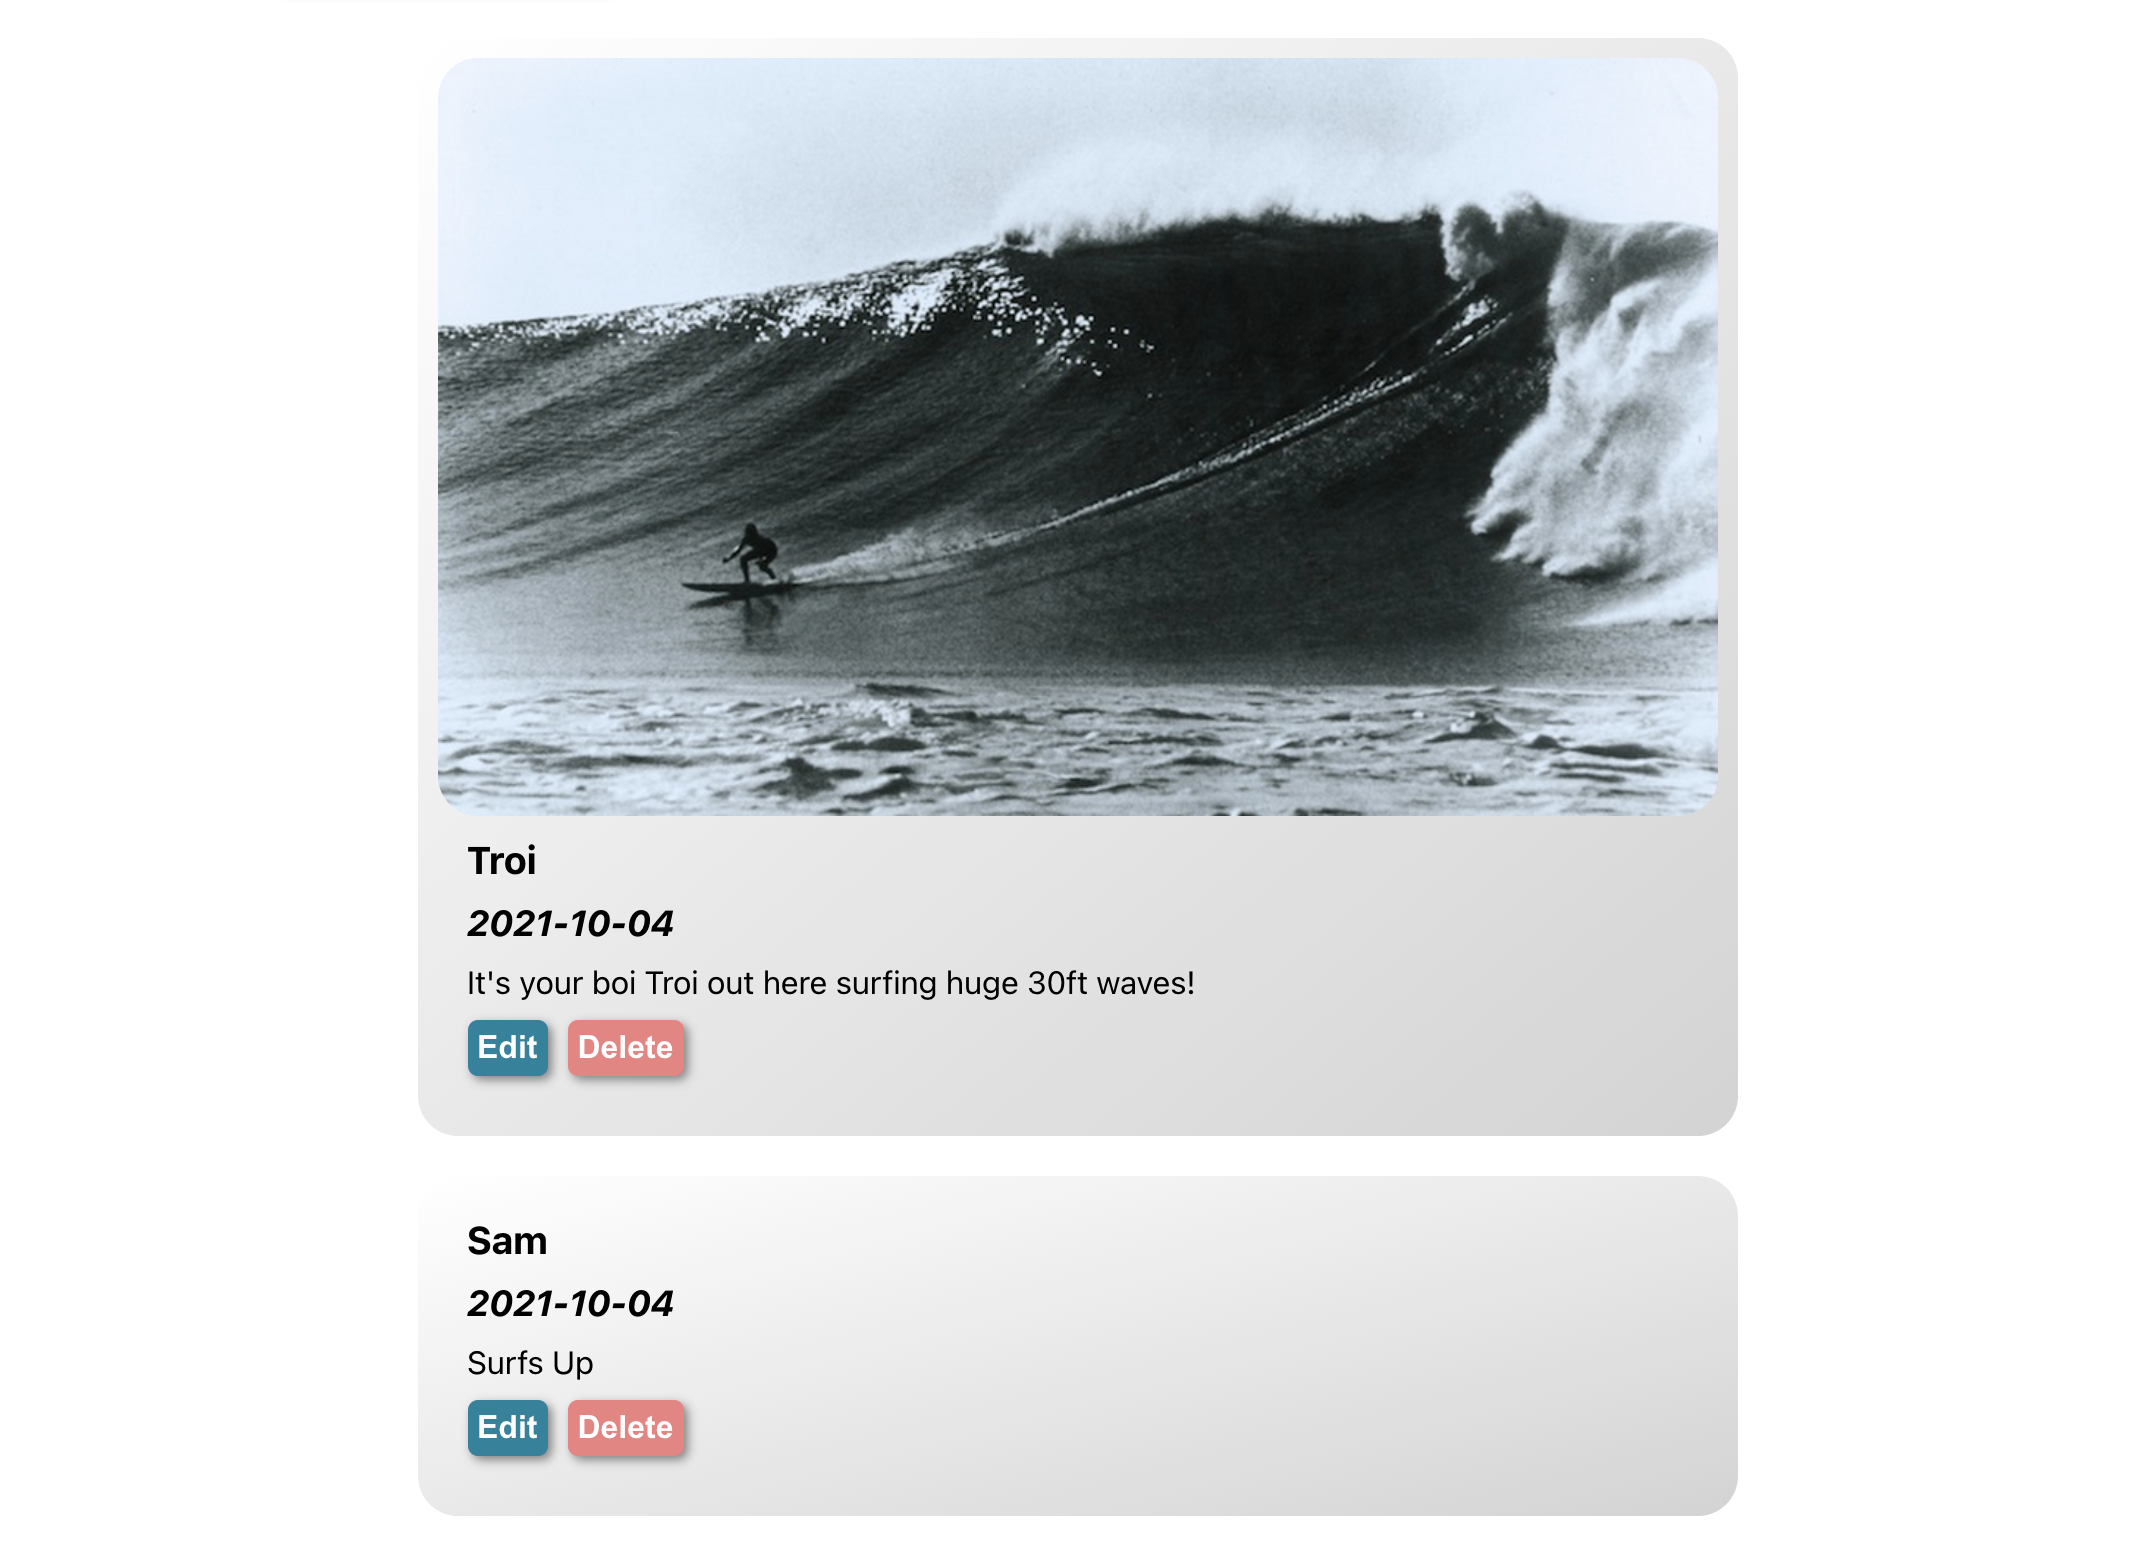 Troi
2021-10-04
It's your boi Troi out here surfing huge 30ft waves!
Edit Delete
Sam
2021-10-04
Surfs Up
Edit Delete